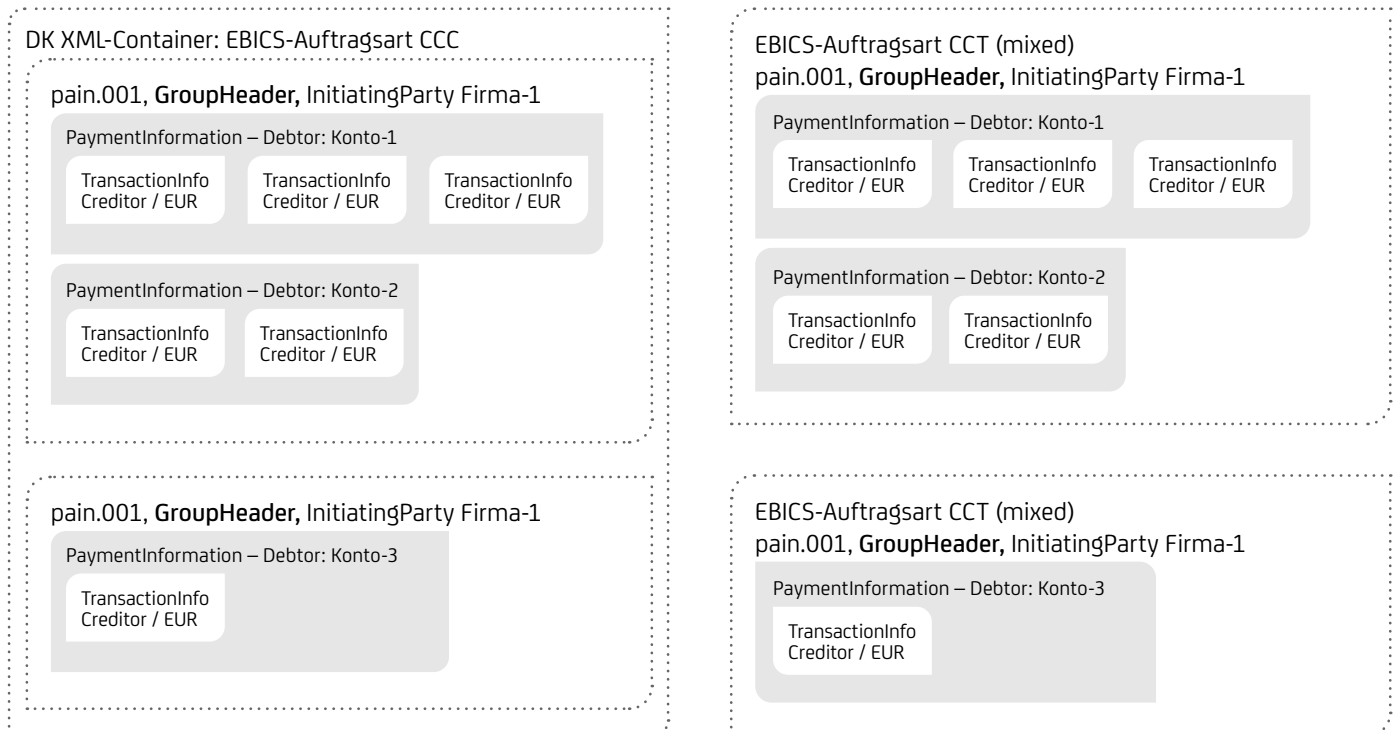 DK XML-Container: EBICS-Auftragsart CCC
pain.001, GroupHeader, InitiatingParty Firma-1
PaymentInformation – Debtor: Konto-1
TransactionInfo
Creditor / EUR
TransactionInfo
Creditor / EUR
TransactionInfo
Creditor / EUR
PaymentInformation – Debtor: Konto-2
TransactionInfo
Creditor / EUR
TransactionInfo
Creditor / EUR
pain.001, GroupHeader, InitiatingParty Firma-1
PaymentInformation – Debtor: Konto-3
TransactionInfo
Creditor / EUR
EBICS-Auftragsart CCT (mixed)
pain.001, GroupHeader, InitiatingParty Firma-1
PaymentInformation – Debtor: Konto-1
TransactionInfo
Creditor / EUR
TransactionInfo
Creditor / EUR
TransactionInfo
Creditor / EUR
PaymentInformation – Debtor: Konto-2
TransactionInfo
Creditor / EUR
TransactionInfo
Creditor / EUR
EBICS-Auftragsart CCT (mixed)
pain.001, GroupHeader, InitiatingParty Firma-1
PaymentInformation – Debtor: Konto-3
TransactionInfo
Creditor / EUR